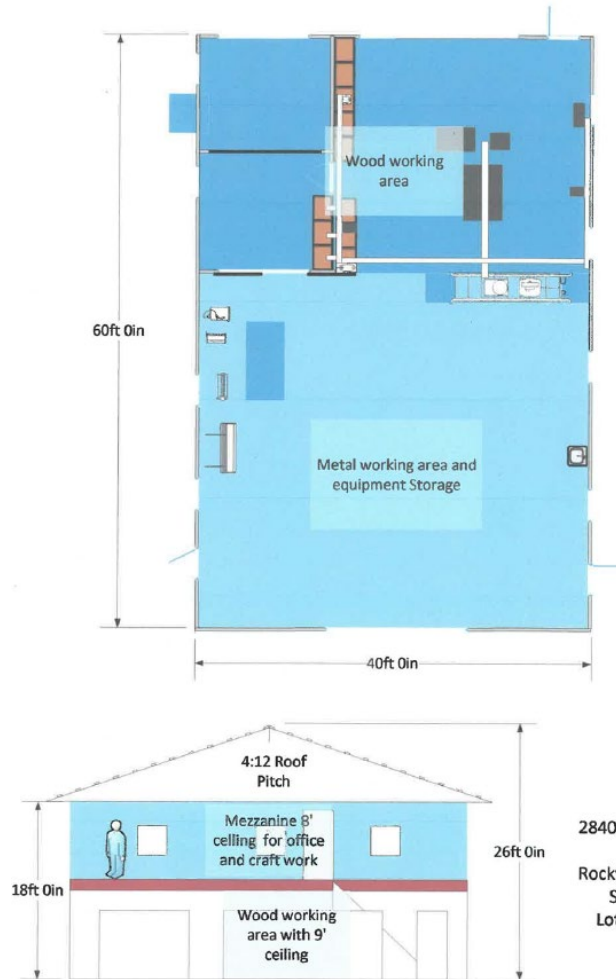 Wood working
area
60ft 0in
Metal working area and
equipment Storage
40ft 0in
4:12 Roof
Pitch
Mezzanine 8'
celling for office
and craft work
18ft 0in
26ft 0in
Wood working
area with 9'
ceiling
2840
Rock
S
Lot